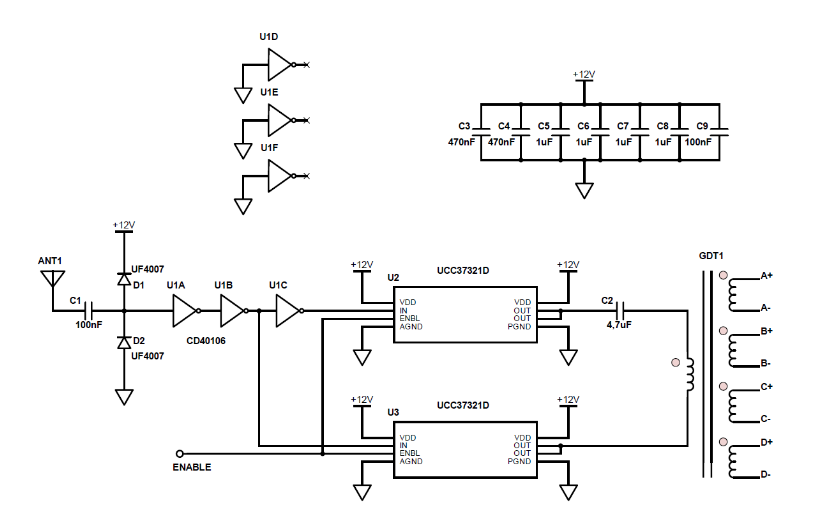 U1D
U1E
U1F
+12V
C3 C4 C5 C6 C7 C8 C9
470nF 470nF 1uF 1uF 1uF 1uF 100nF
+12V
ANT1
UF4007
D1
C1
100nF
D2
UF4007
U1A U1B U1C
CD40106
+12V
U2
UCC37321D
+12V
VDD VDD
IN OUT
ENBL OUT
AGND PGND
C2
4,7uF
GDT1
A+
A-
B+
B-
C+
C-
D+
D-
+12V
U3
UCC37321D
+12V
VDD VDD
IN OUT
ENBL OUT
AGND PGND
ENABLE